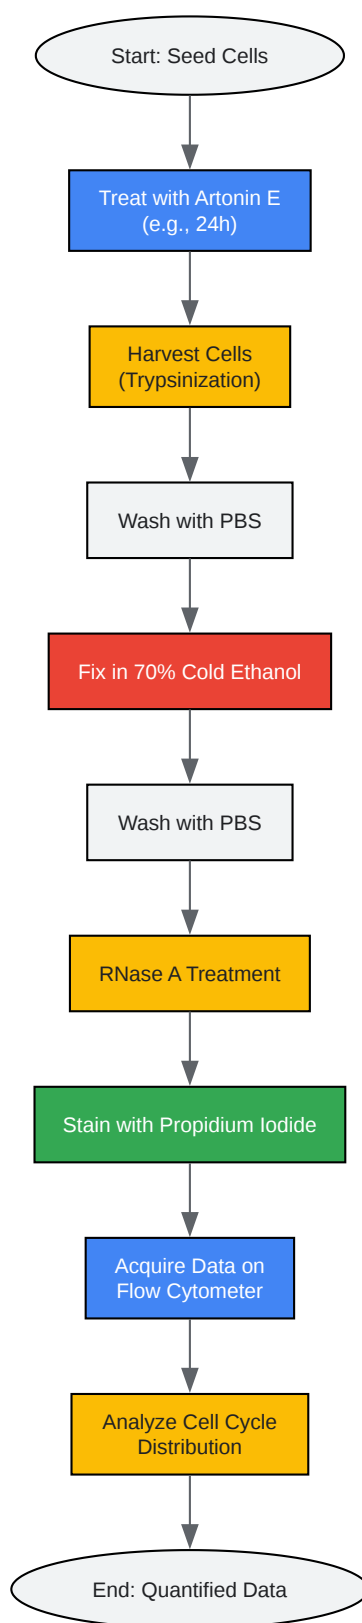 Start: Seed Cells
Treat with Artonin E
(e.g., 24h)
Harvest Cells
(Trypsinization)
Wash with PBS
Fix in 70% Cold Ethanol
Wash with PBS
RNase A Treatment
Stain with Propidium Iodide
Acquire Data on
Flow Cytometer
Analyze Cell Cycle
Distribution
End: Quantified Data